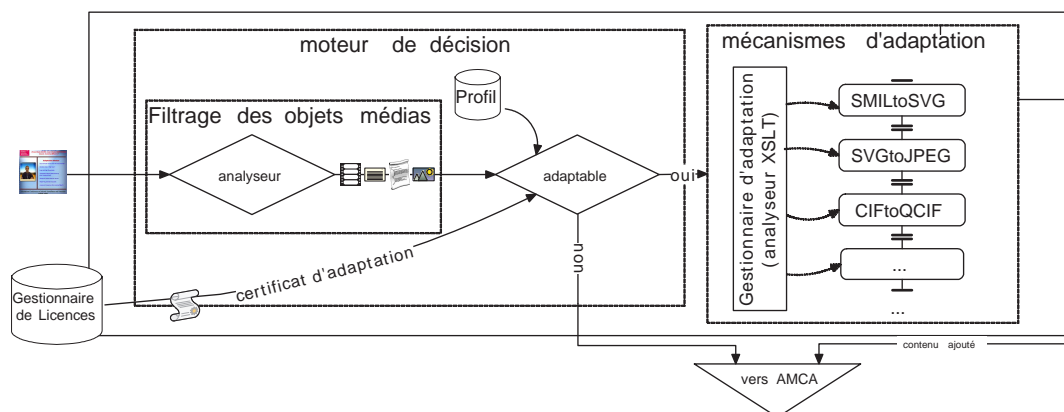 moteur de décision
mécanismes d'adaptation
Profil
Filtrage des objets médias
analyseur
adaptable
oui
non
certificat d'adaptation
Gestionnaire
de Licences
Gestionnaire d'adaptation
(analyseur XSLT)
SMILtoSVG
SVGtoJPEG
CIFtoQCIF
...
...
contenu ajouté
vers AMCA